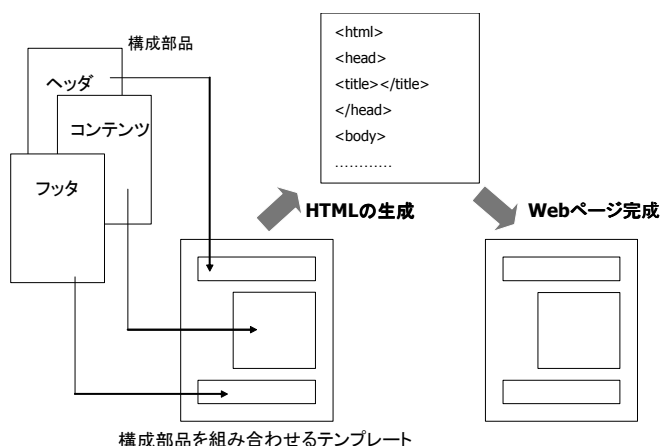 構成部品
ヘッダ
コンテンツ
フッタ
<html>
<head>
<title></title>
</head>
<body>
…………
HTMLの生成
Webページ完成
構成部品を組み合わせるテンプレート